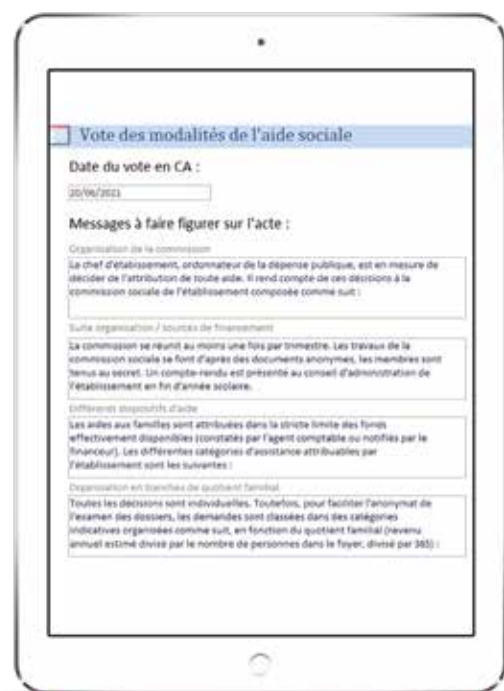 Vote des modalités de l'aide sociale
Date du vote en CA :
20/06/2021
Messages à faire figurer sur l'acte :
Organisation de la commission
Le chef d'établissement, ordonnateur de la dépense publique, est en mesure de
décider de l'attribution de toute aide. Il rend compte de ces décisions à la
commission sociale de l'établissement composée comme suit :
Suite organisation / sources de financement
La commission se réunit au moins une fois par trimestre. Les travaux de la
commission sociale se font d'après des documents anonymes, les membres sont
tenus au secret. Un compte-rendu est présenté au conseil d'administration de
l'établissement en fin d'année scolaire.
Différents dispositifs d'aide
Les aides aux familles sont attribuées dans la stricte limite des fonds
effectivement disponibles (constatés par l'agent comptable ou notifiés par le
financeur). Les différentes catégories d'assistance attribuables par
l'établissement sont les suivantes :
Organisation en tranches de quotient familial
Toutes les décisions sont individuelles. Toutefois, pour faciliter l'anonymat de
l'examen des dossiers, les demandes sont classées dans des catégories
indicatives organisées comme suit, en fonction du quotient familial (revenu
annuel estimé divisé par le nombre de personnes dans le foyer, divisé par 365) :